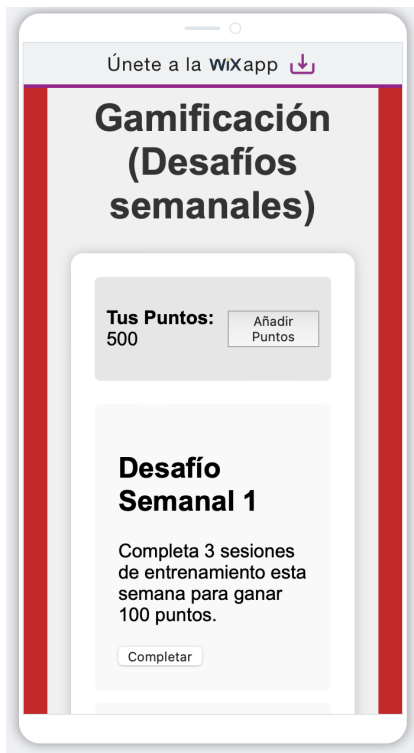 Únete a la WiXapp
Gamificación
(Desafíos
semanales)
Tus Puntos:
500
Añadir
Puntos
Desafío
Semanal 1
Completa 3 sesiones
de entrenamiento esta
semana para ganar
100 puntos.
Completar